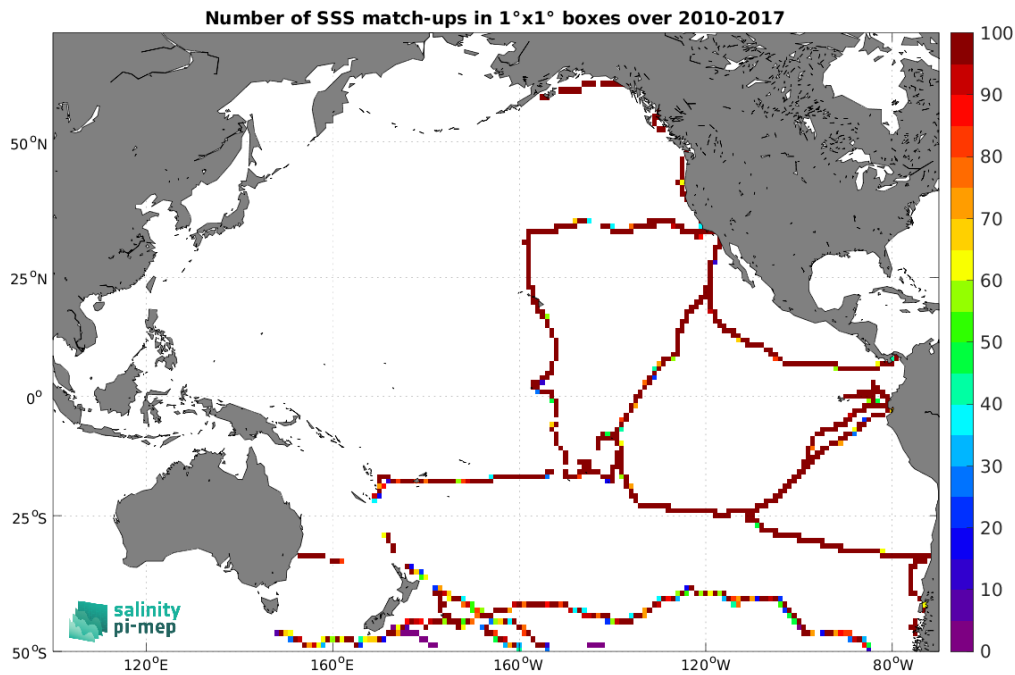 Number of SSS match-ups in 1°x1° boxes over 2010-2017
100
90
80
70
60
50
40
30
20
10
0
50°N
25°N
0°
25°S
50°S
salinity
pi-mep
120°E
160°E
160°W
120°W
80°W